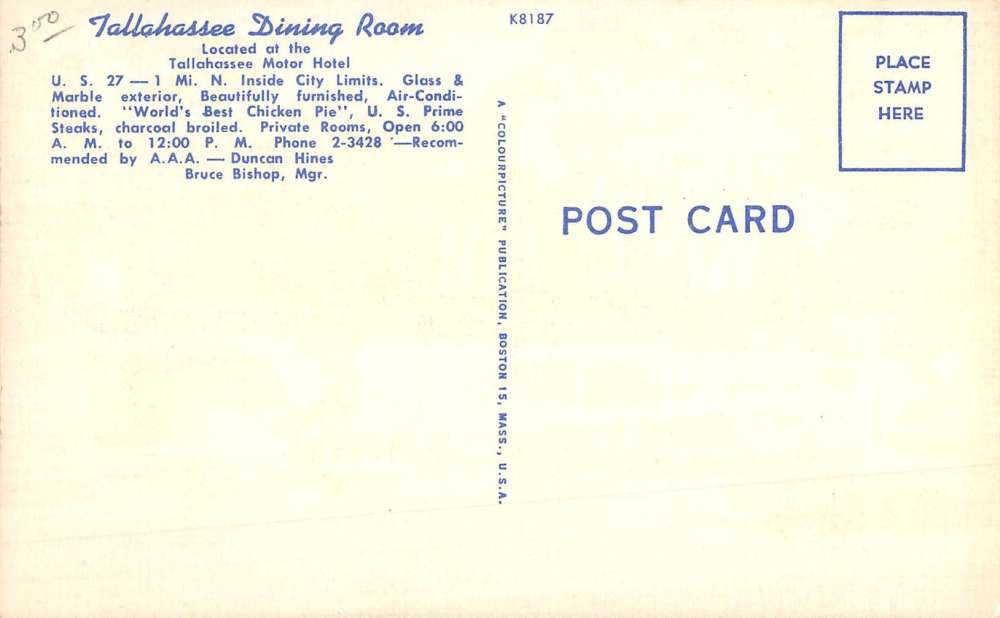 3.00
Tallahassee Dining Room
Located at the
Tallahassee Motor Hotel
U. S. 27 — 1 Mi. N. Inside City Limits. Glass &
Marble exterior, Beautifully furnished, Air-Condi-
tioned. "World's Best Chicken Pie", U. S. Prime
Steaks, charcoal broiled. Private Rooms, Open 6:00
A. M. to 12:00 P. M. Phone 2-3428 —Recom-
mended by A.A.A. — Duncan Hines
Bruce Bishop, Mgr.
K8187
A "COLOURPICTURE" PUBLICATION, BOSTON 15, MASS., U.S.A.
PLACE
STAMP
HERE
POST CARD